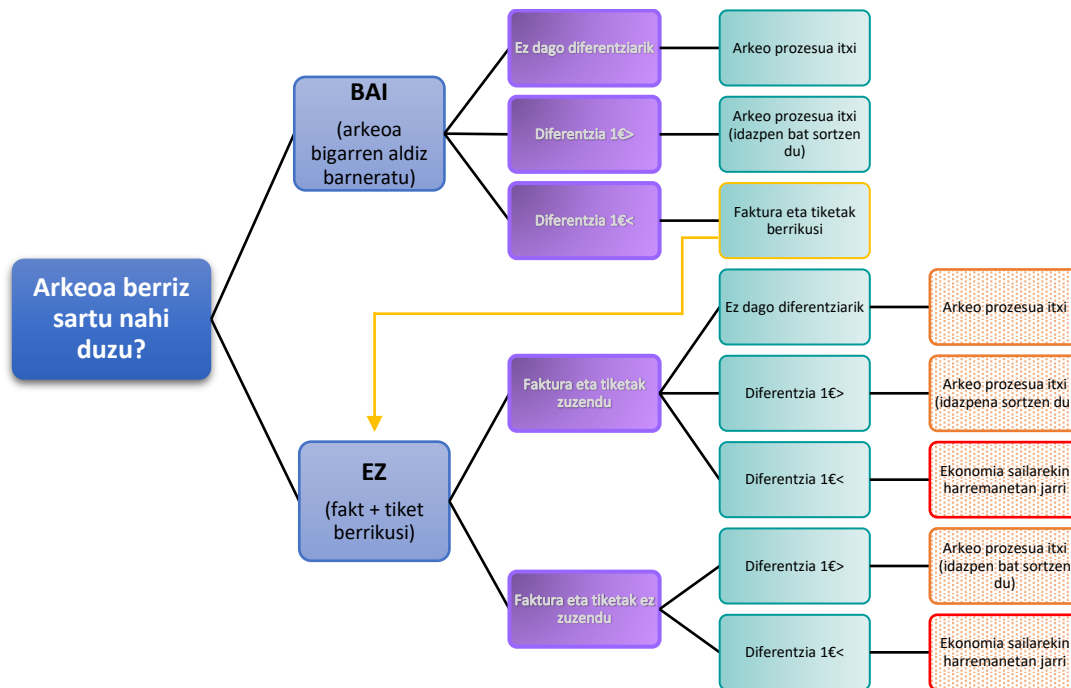 Arkeoa berriz
sartu nahi
duzu?
BAI
(arkeoa
bigarren aldiz
barneratu)
Ez dago diferentziarik
Arkeo prozesua itxi
Diferentzia 1€>
Arkeo prozesua itxi
(idazpen bat sortzen
du)
Diferentzia 1€<
Faktura eta tiketak
berrikusi
EZ
(fakt + tiket
berrikusi)
Faktura eta tiketak
zuzendu
Ez dago diferentziarik
Arkeo prozesua itxi
Diferentzia 1€>
Arkeo prozesua itxi
(idazpena sortzen du
Diferentzia 1€<
Ekonomia sailarekin
harremanetan jarri
Faktura eta tiketak ez
zuzendu
Diferentzia 1€>
Arkeo prozesua itxi
(idazpen bat sortzen
du)
Diferentzia 1€<
Ekonomia sailarekin
harremanetan jarri